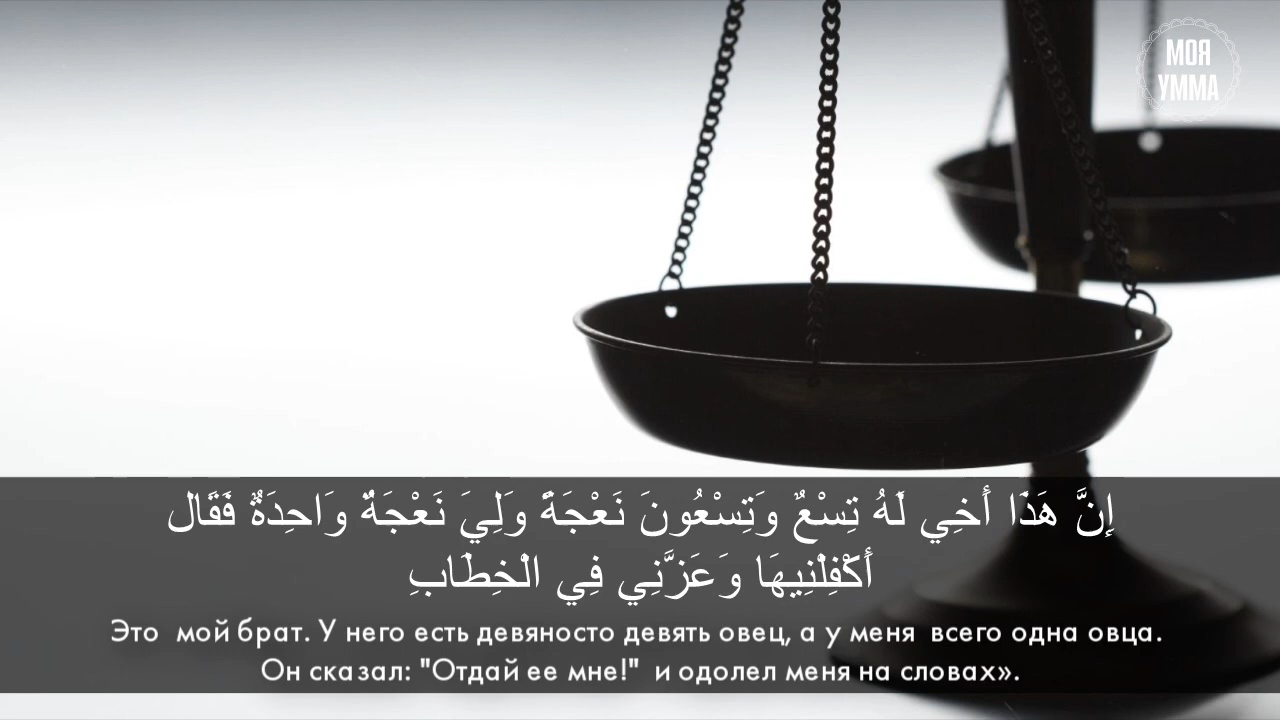 МОЯ
УММА
إِنَّ هَذَا أَخِي لَهُ تِسْعٌ وَتِسْعُونَ نَعْجَةً وَلِيَ نَعْجَةٌ وَاحِدَةٌ فَقَالَ
أَكْفِلْنِيهَا وَعَزَّنِي فِي الْخِطَابِ
Это мой брат. У него есть девяносто девять овец, а у меня всего одна овца.
Он сказал: "Отдай ее мне!" и одолел меня на словах».